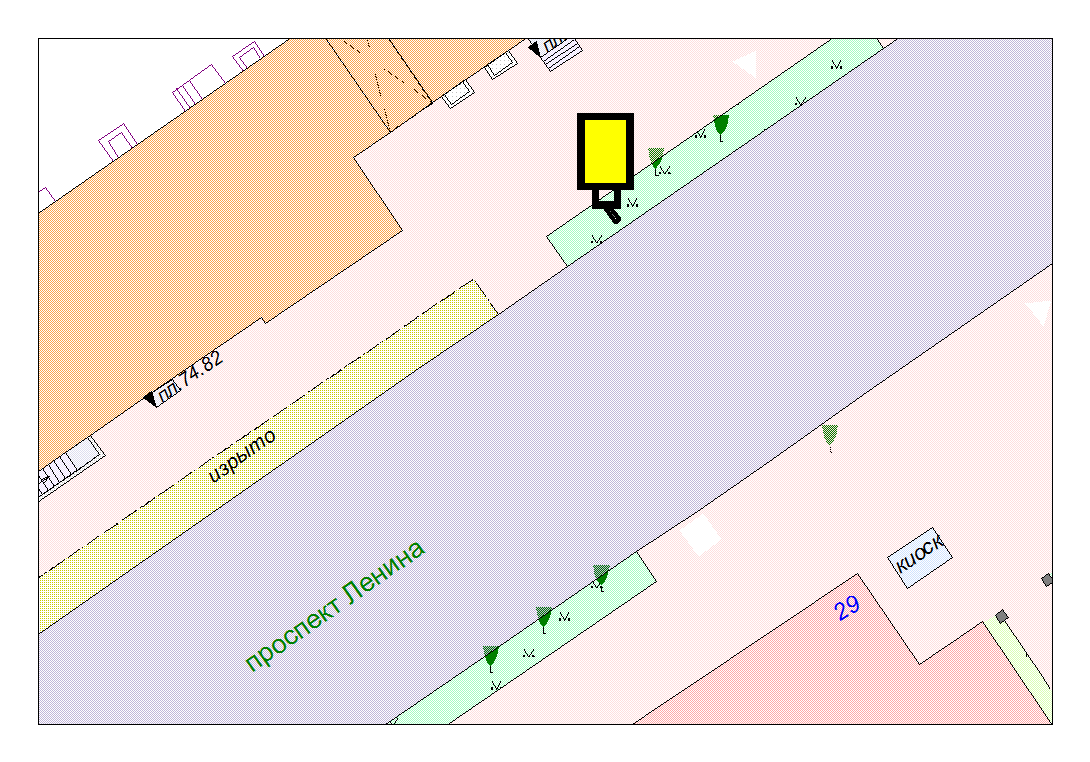 пл.74.82
изрыто
проспект Ленина
киоск
29